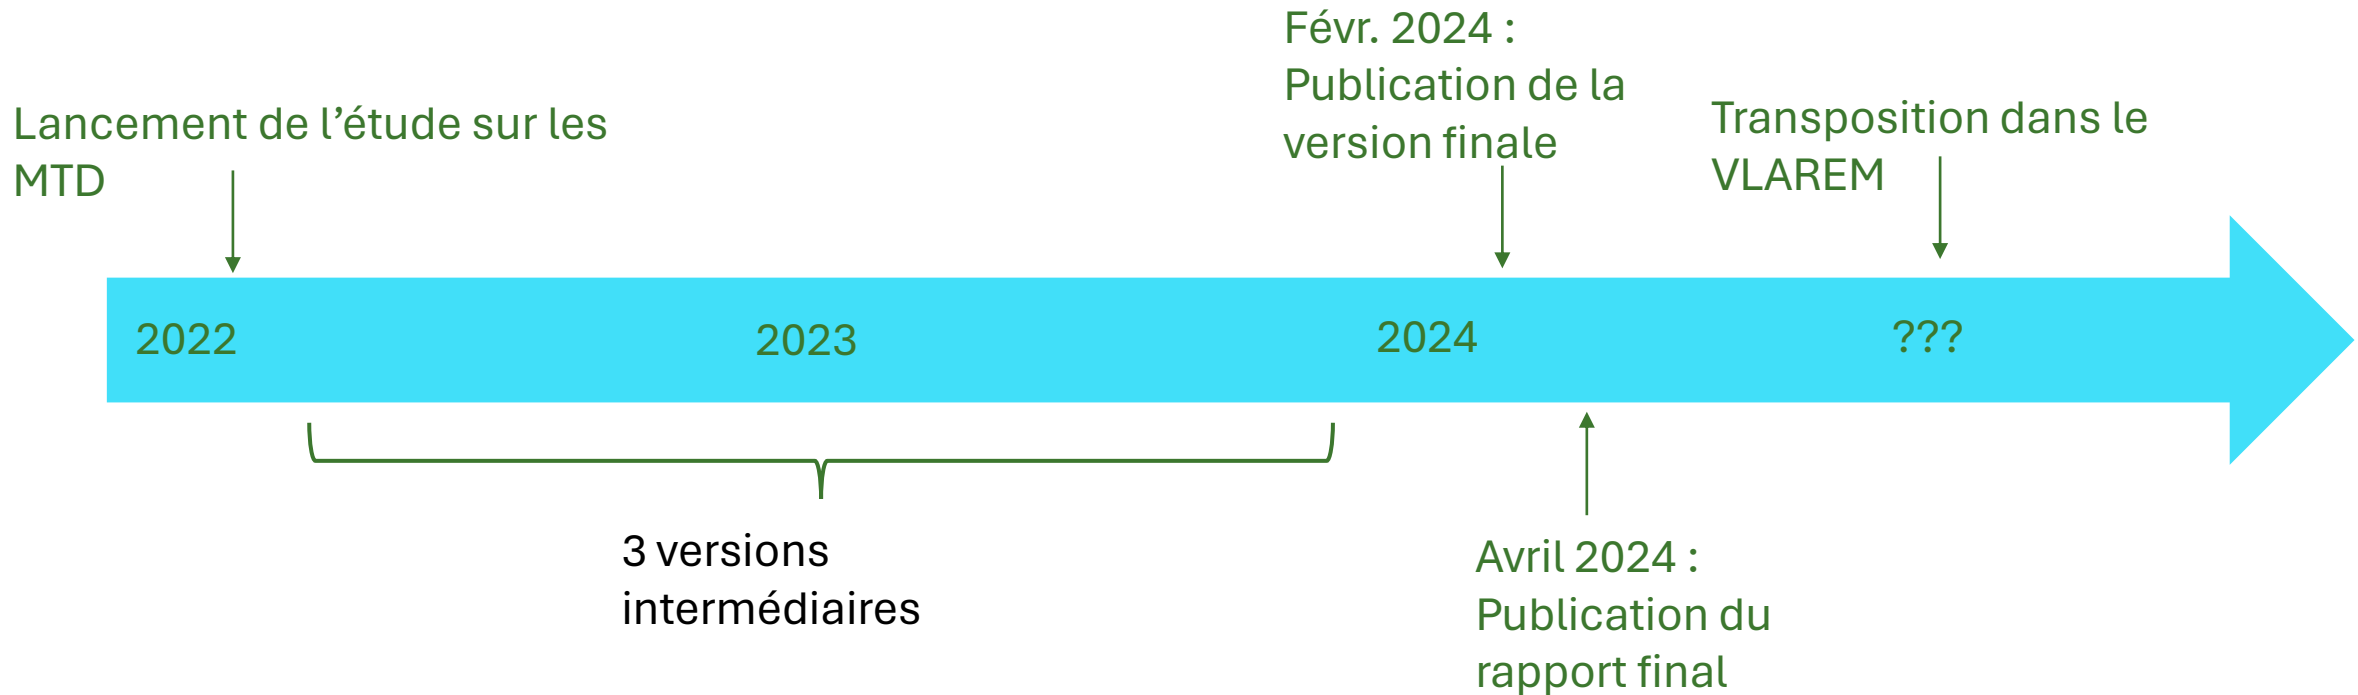 Févr. 2024 :
Publication de la
version finale
Lancement de l’étude sur les
MTD
Transposition dans le
VLAREM
2022
2023
2024
???
3 versions
intermédiaires
Avril 2024 :
Publication du
rapport final